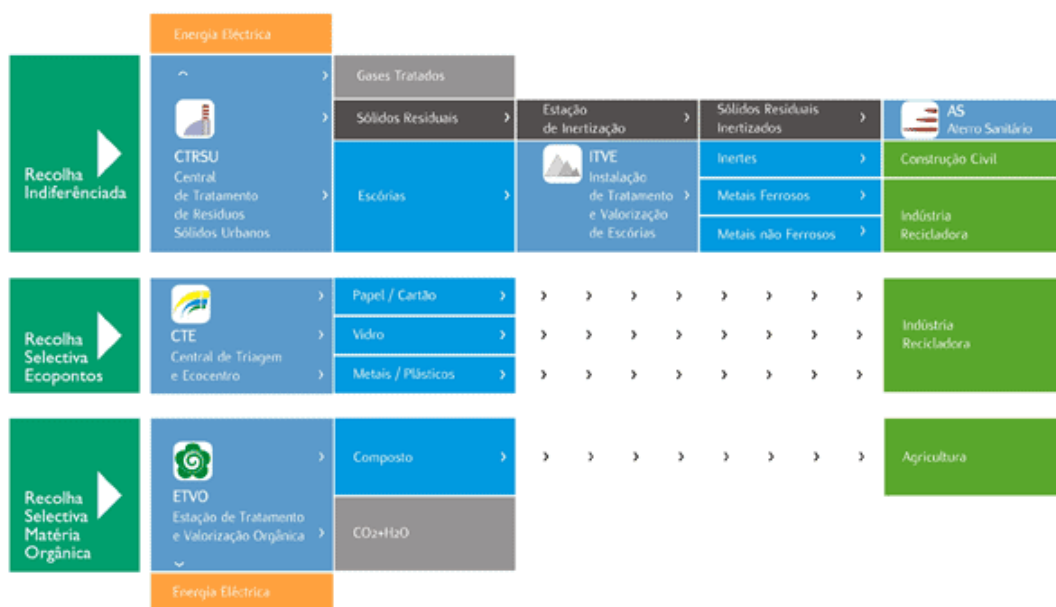 Energia Eléctrica
Recolha
Indiferênciada
CTRSU
Central
de Tratamento
de Resíduos
Sólidos Urbanos
Gases Tratados
Sólidos Residuais
Escórias
Estação
de Inertização
ITVE
Instalação
de Tratamento
e Valorização
de Escórias
Sólidos Residuais
Inertizados
Inertes
Metais Ferrosos
Metais não Ferrosos
AS
Aterro Sanitário
Construção Civil
Indústria
Recicladora
Recolha
Selectiva
Ecopontos
CTE
Central de Triagem
e Ecocentro
Papel / Cartão
Vidro
Metais / Plásticos
Indústria
Recicladora
Recolha
Selectiva
Matéria
Orgânica
ETVO
Estação de Tratamento
e Valorização Orgânica
Composto
CO2+H2O
Agricultura
Energia Eléctrica